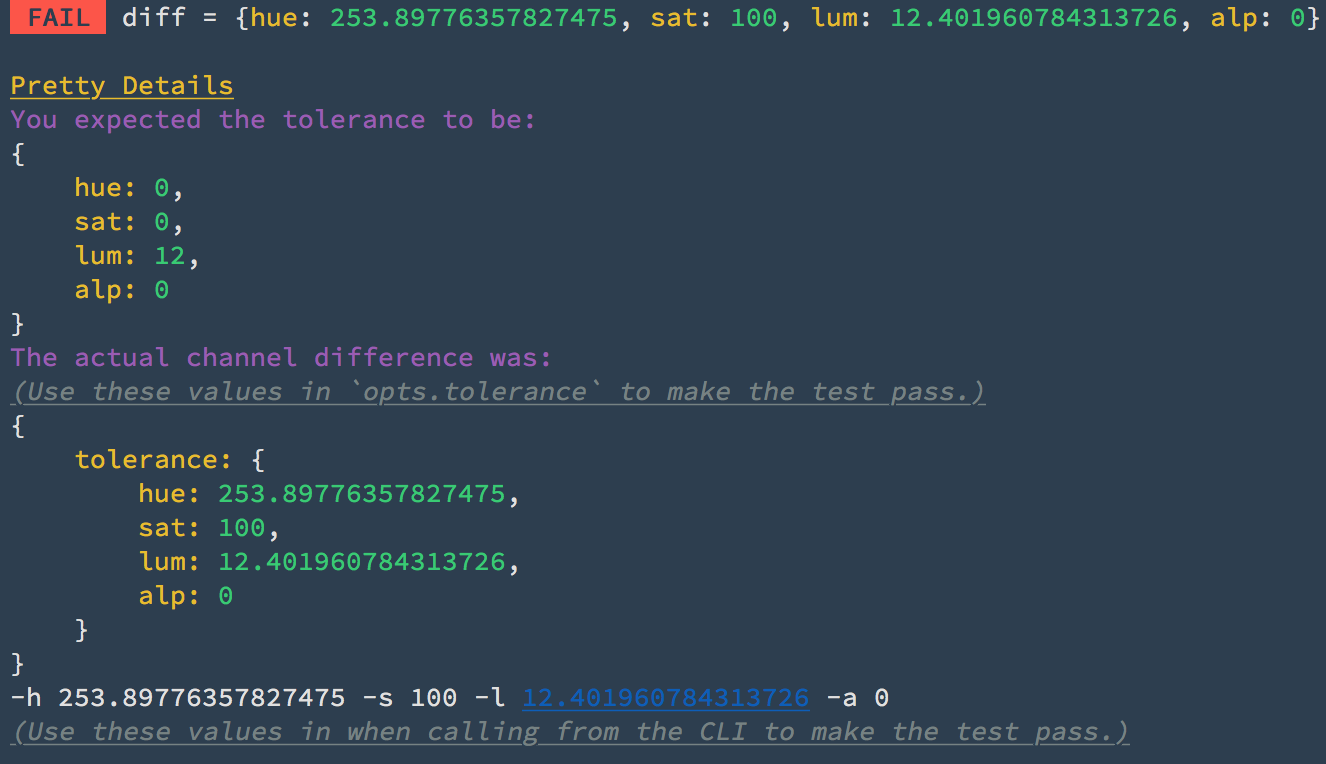 FAIL diff = {hue: 253.89776357827475, sat: 100, lum: 12.401960784313726, alp: 0}
Pretty Details
You expected the tolerance to be:
{
    hue: 0,
    sat: 0,
    lum: 12,
    alp: 0
}
The actual channel difference was:
(Use these values in `opts.tolerance` to make the test pass.)
{
    tolerance: {
        hue: 253.89776357827475,
        sat: 100,
        lum: 12.401960784313726,
        alp: 0
    }
}
-h 253.89776357827475 -s 100 -l 12.401960784313726 -a 0
(Use these values in when calling from the CLI to make the test pass.)